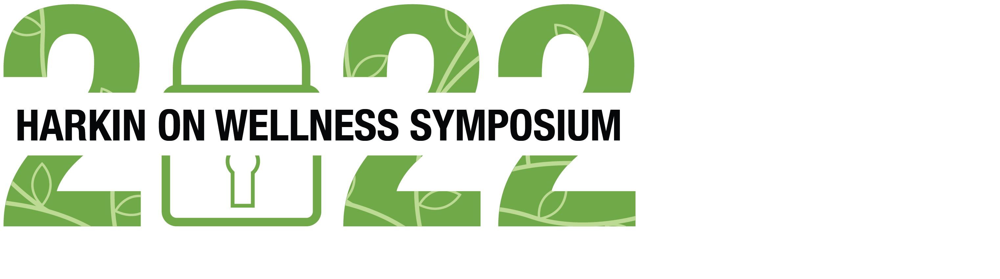 2022
HARKIN ON WELLNESS SYMPOSIUM